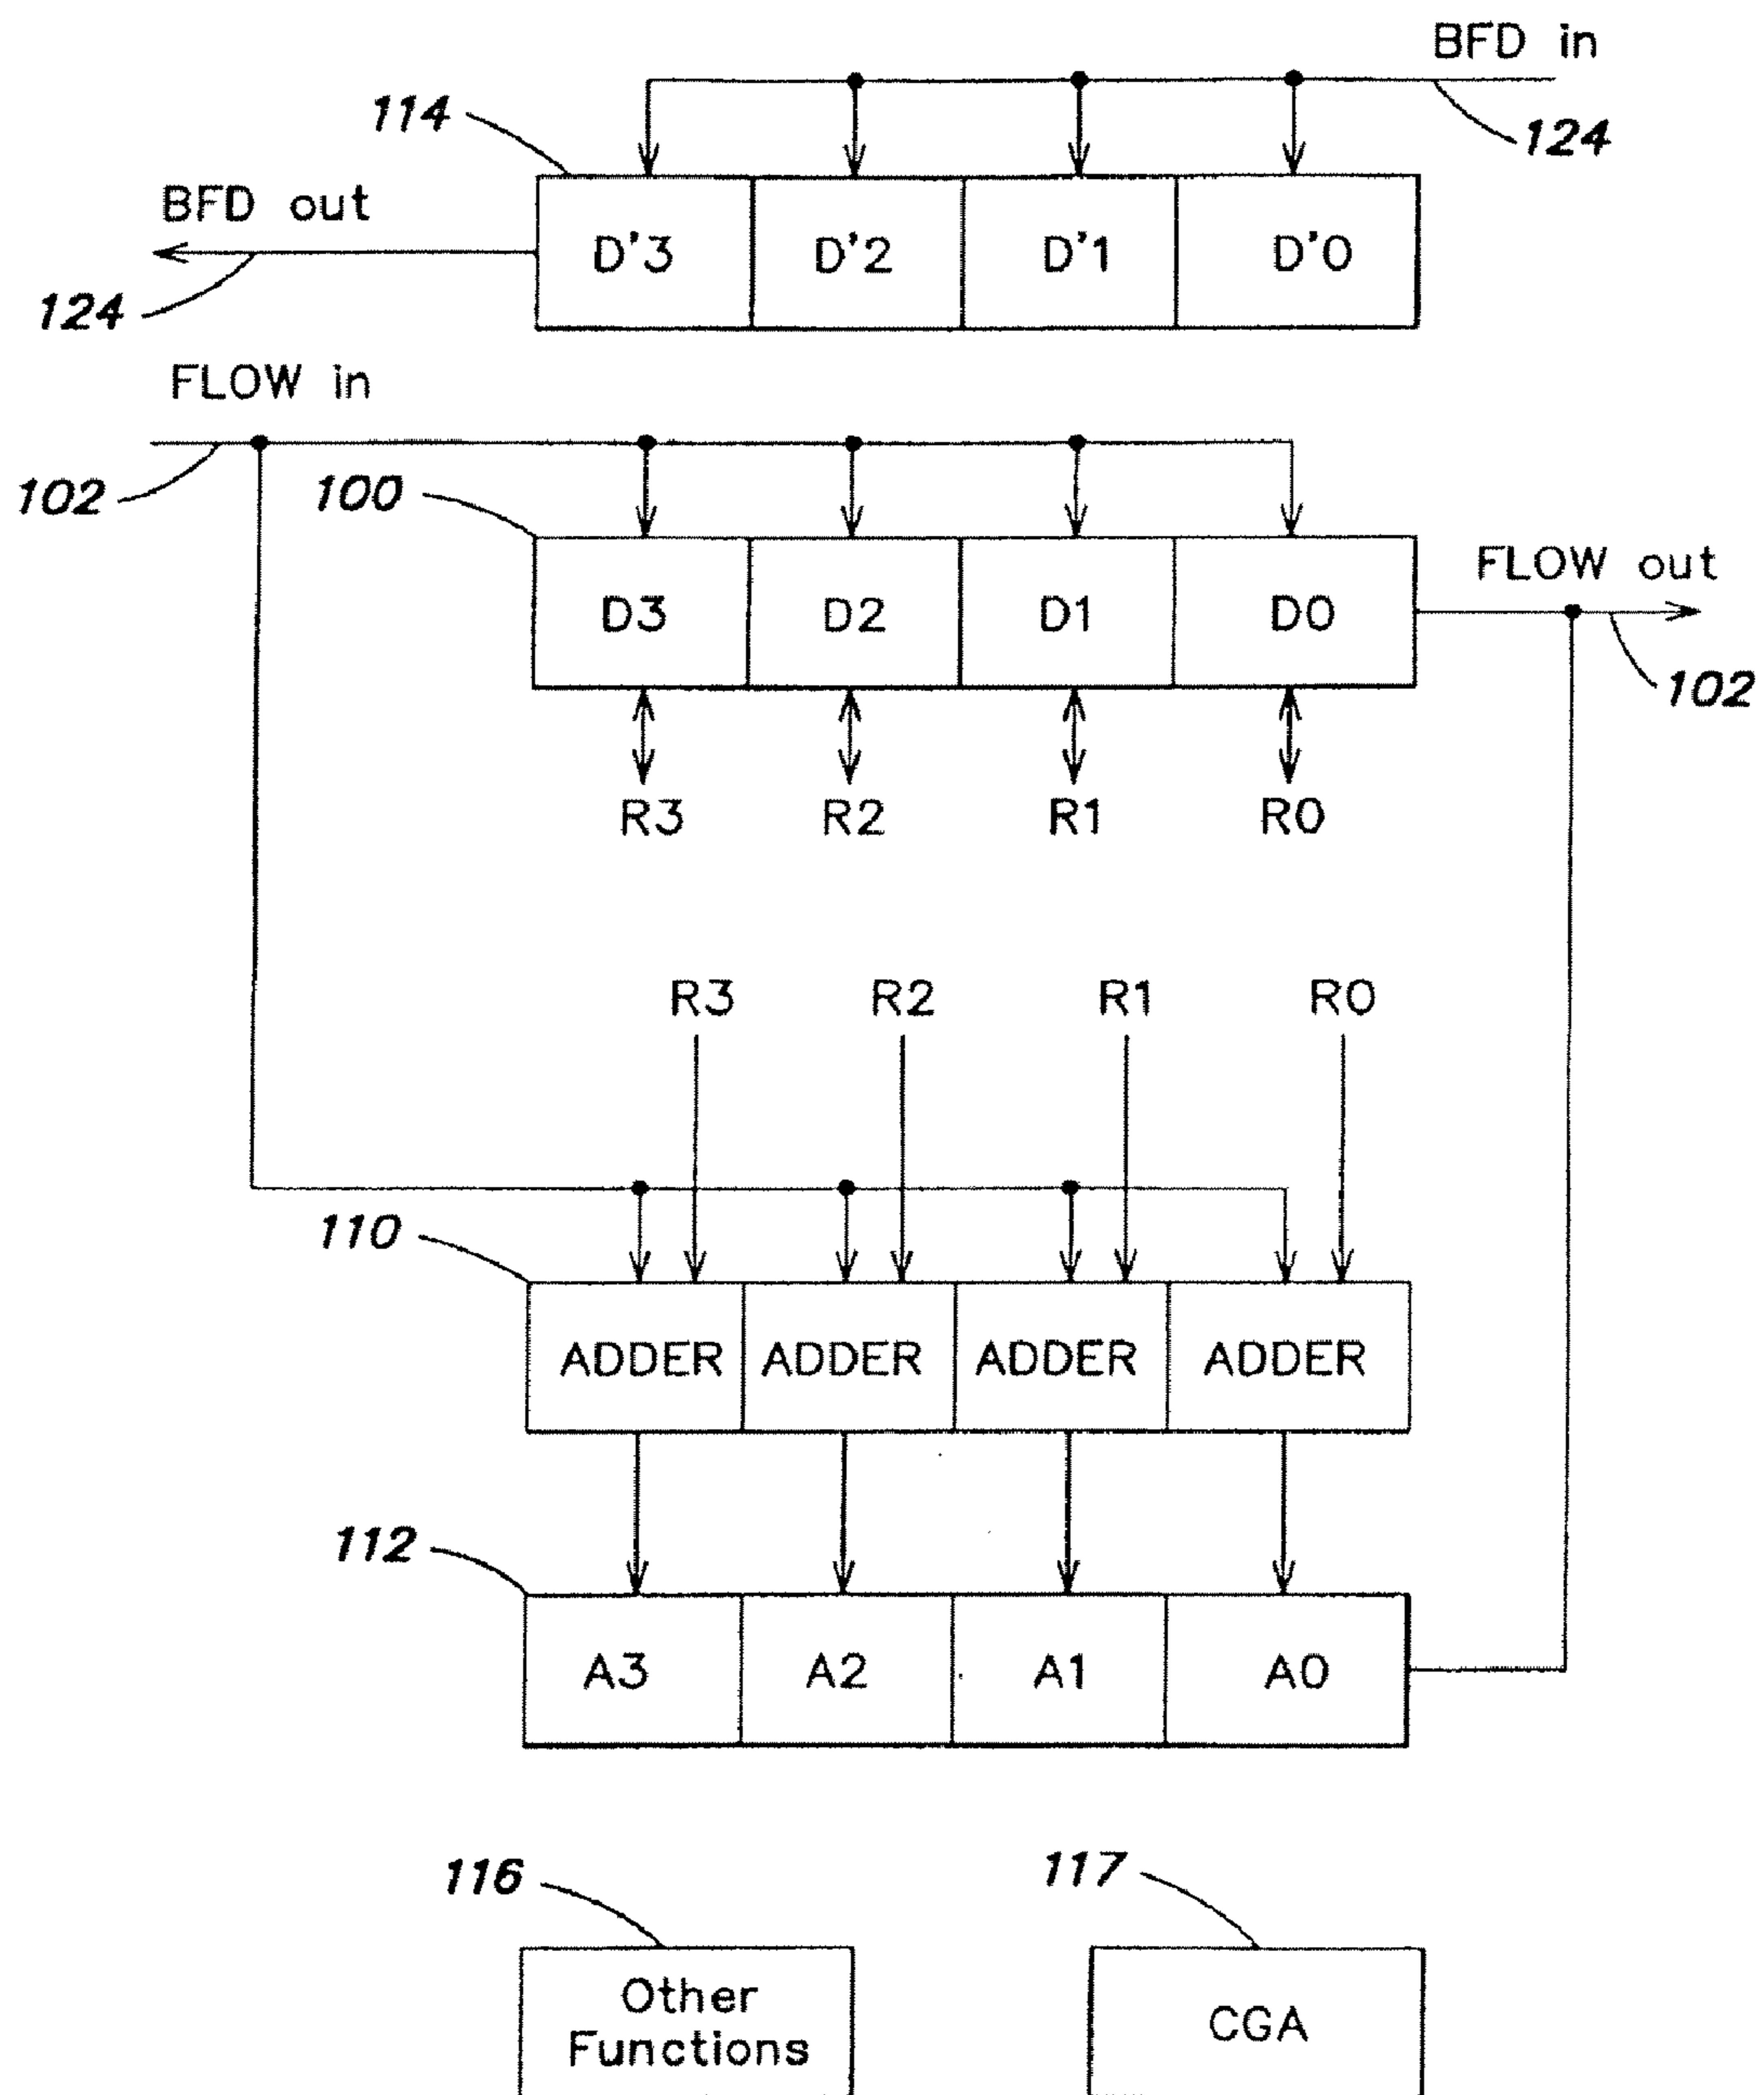 BFD in
114
124
BFD out
D'3 D'2 D'1 D'0
124
FLOW in
102
100
FLOW out
D3 D2 D1 D0
102
R3 R2 R1 R0
R3 R2 R1 R0
110
ADDER ADDER ADDER ADDER
112
A3 A2 A1 A0
116
117
Other
Functions
CGA